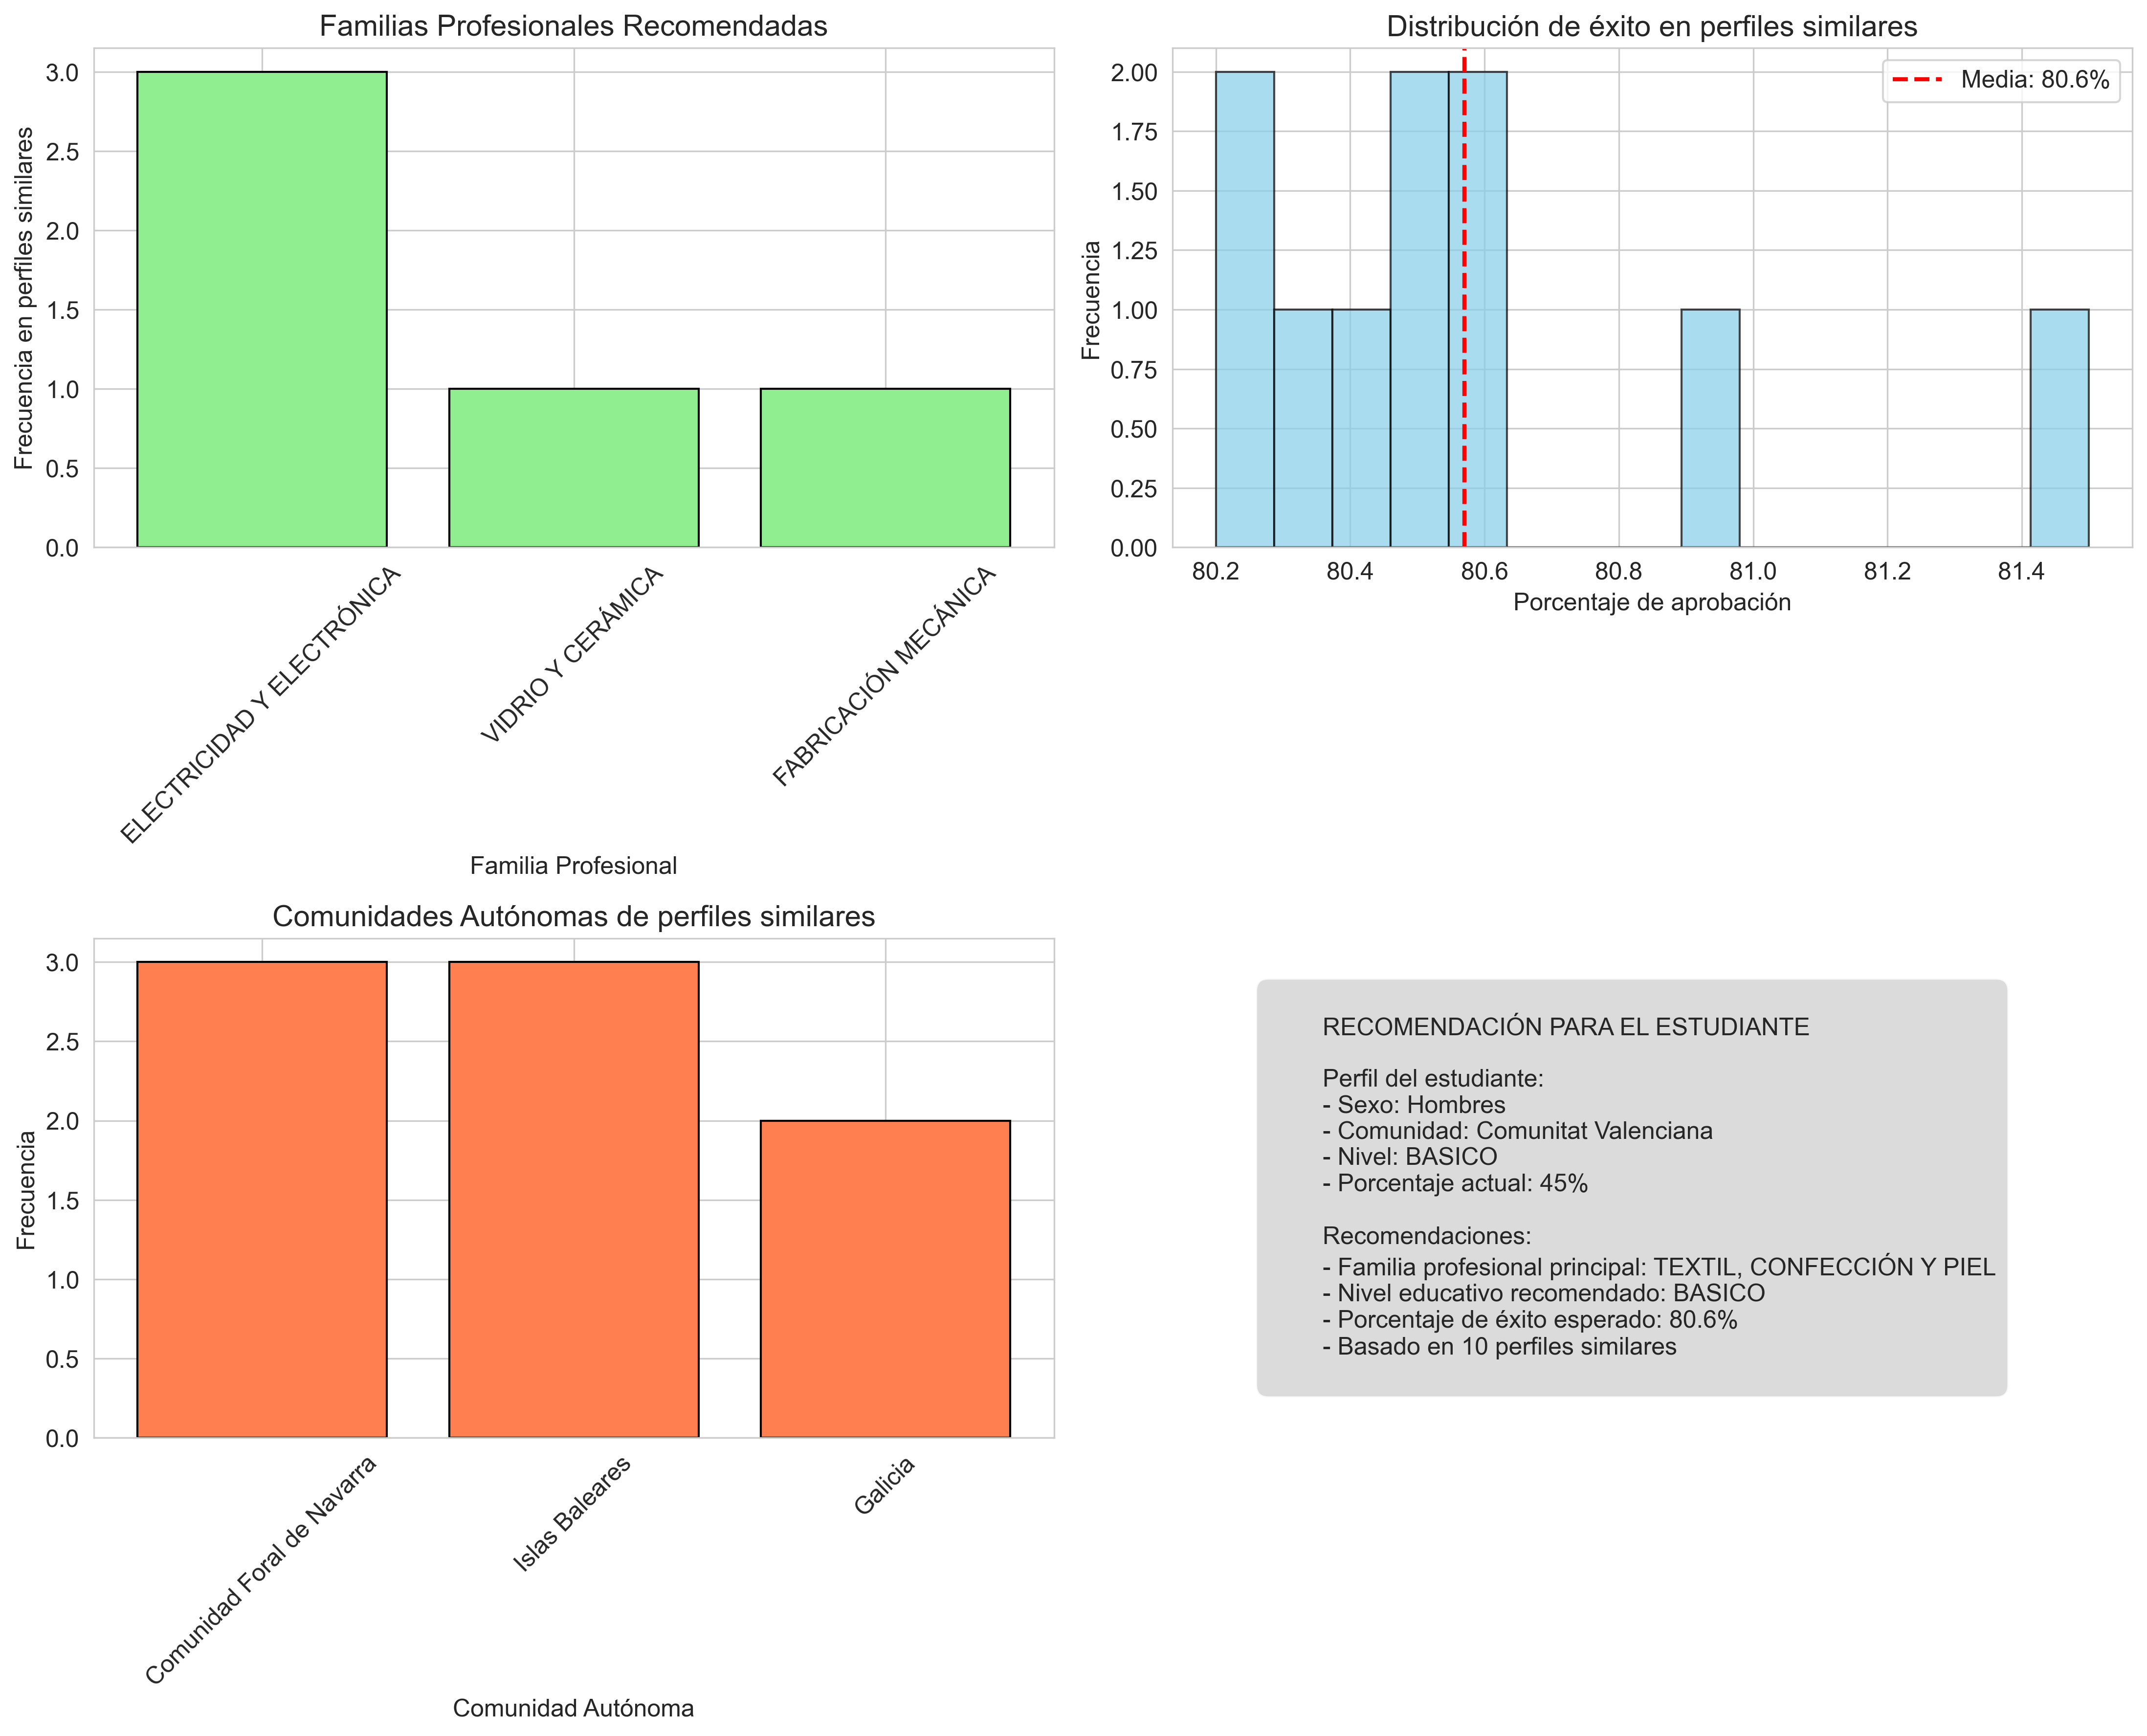 Familias Profesionales Recomendadas
Frecuencia en perfiles similares
3.0
2.5
2.0
1.5
1.0
0.5
0.0
ELECTRICIDAD Y ELECTRÓNICA
VIDRIO Y CERÁMICA
FABRICACIÓN MECÁNICA
Familia Profesional
Distribución de éxito en perfiles similares
Media: 80.6%
Frecuencia
2.00
1.75
1.50
1.25
1.00
0.75
0.50
0.25
0.00
80.2
80.4
80.6
80.8
81.0
81.2
81.4
Porcentaje de aprobación
Comunidades Autónomas de perfiles similares
Frecuencia
3.0
2.5
2.0
1.5
1.0
0.5
0.0
Comunidad Foral de Navarra
Islas Baleares
Galicia
Comunidad Autónoma
RECOMENDACIÓN PARA EL ESTUDIANTE
Perfil del estudiante:
- Sexo: Hombres
- Comunidad: Comunitat Valenciana
- Nivel: BASICO
- Porcentaje actual: 45%
Recomendaciones:
- Familia profesional principal: TEXTIL, CONFECCIÓN Y PIEL
- Nivel educativo recomendado: BASICO
- Porcentaje de éxito esperado: 80.6%
- Basado en 10 perfiles similares